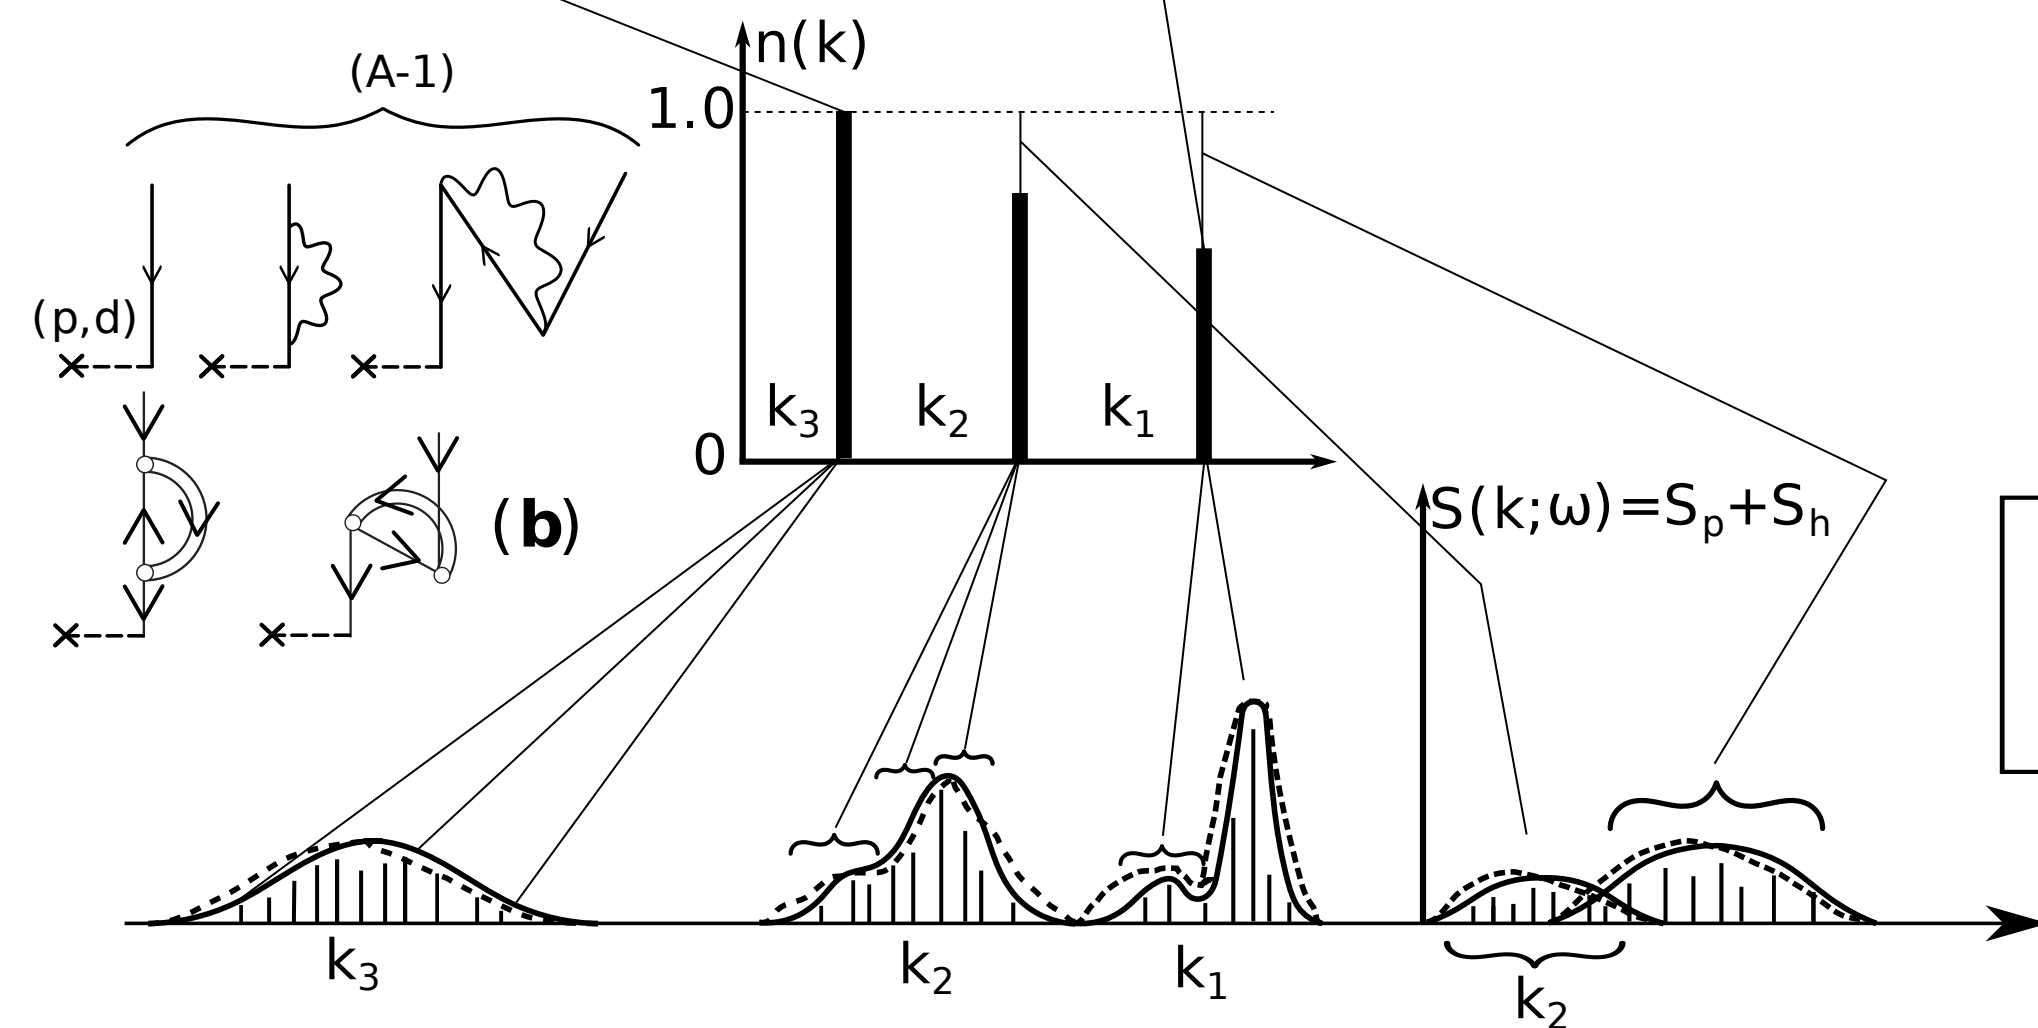 n(k)
(A-1)
1.0
(p,d)
k₃ k₂ k₁
0
S(k;ω)=Sₚ+Sₕ
(b)
k₃ k₂ k₁
k₂